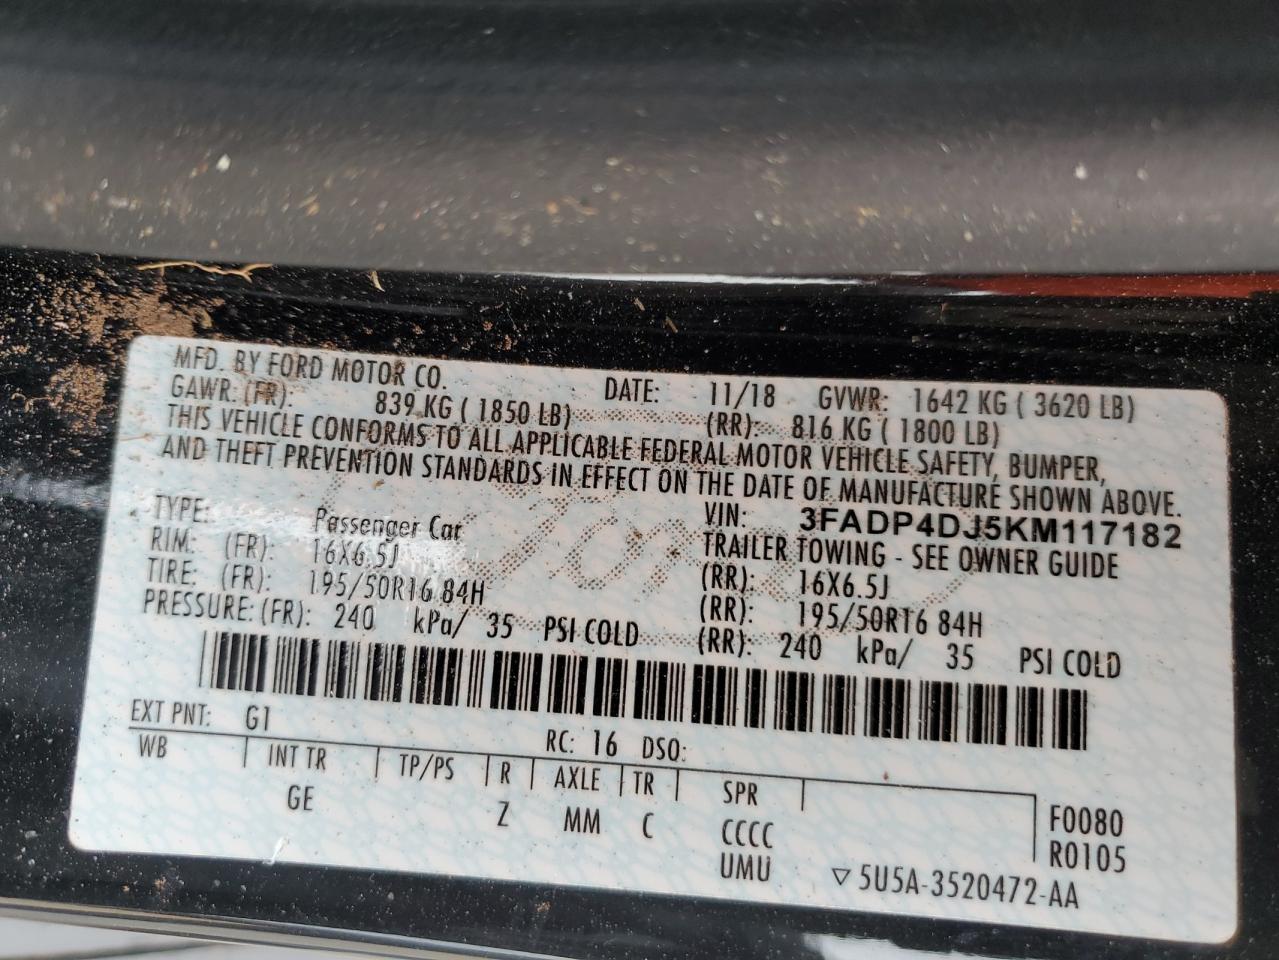 MFD. BY FORD MOTOR CO. DATE: 11/18 GVWR: 1642 KG ( 3620 LB)
GAWR: (FR): 839 KG ( 1850 LB) (RR): 816 KG ( 1800 LB)
THIS VEHICLE CONFORMS TO ALL APPLICABLE FEDERAL MOTOR VEHICLE SAFETY, BUMPER,
AND THEFT PREVENTION STANDARDS IN EFFECT ON THE DATE OF MANUFACTURE SHOWN ABOVE.
VIN: 3FADP4DJ5KM117182
TYPE: Passenger Car TRAILER TOWING - SEE OWNER GUIDE
RIM: (FR): 16X6.5J (RR): 16X6.5J
TIRE: (FR): 195/50R16 84H (RR): 195/50R16 84H
PRESSURE: (FR): 240 kPa/ 35 PSI COLD (RR): 240 kPa/ 35 PSI COLD
EXT PNT: G1 RC: 16 DSO:
WB INT TR TP/PS R AXLE TR SPR
GE Z MM C CCCC F0080
UMU R0105
▽ 5U5A-3520472-AA